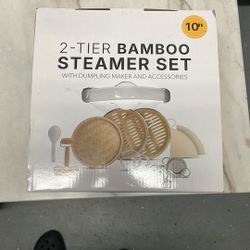 10"
2-TIER BAMBOO
STEAMER SET
WITH DUMPLING MAKER AND ACCESSORIES